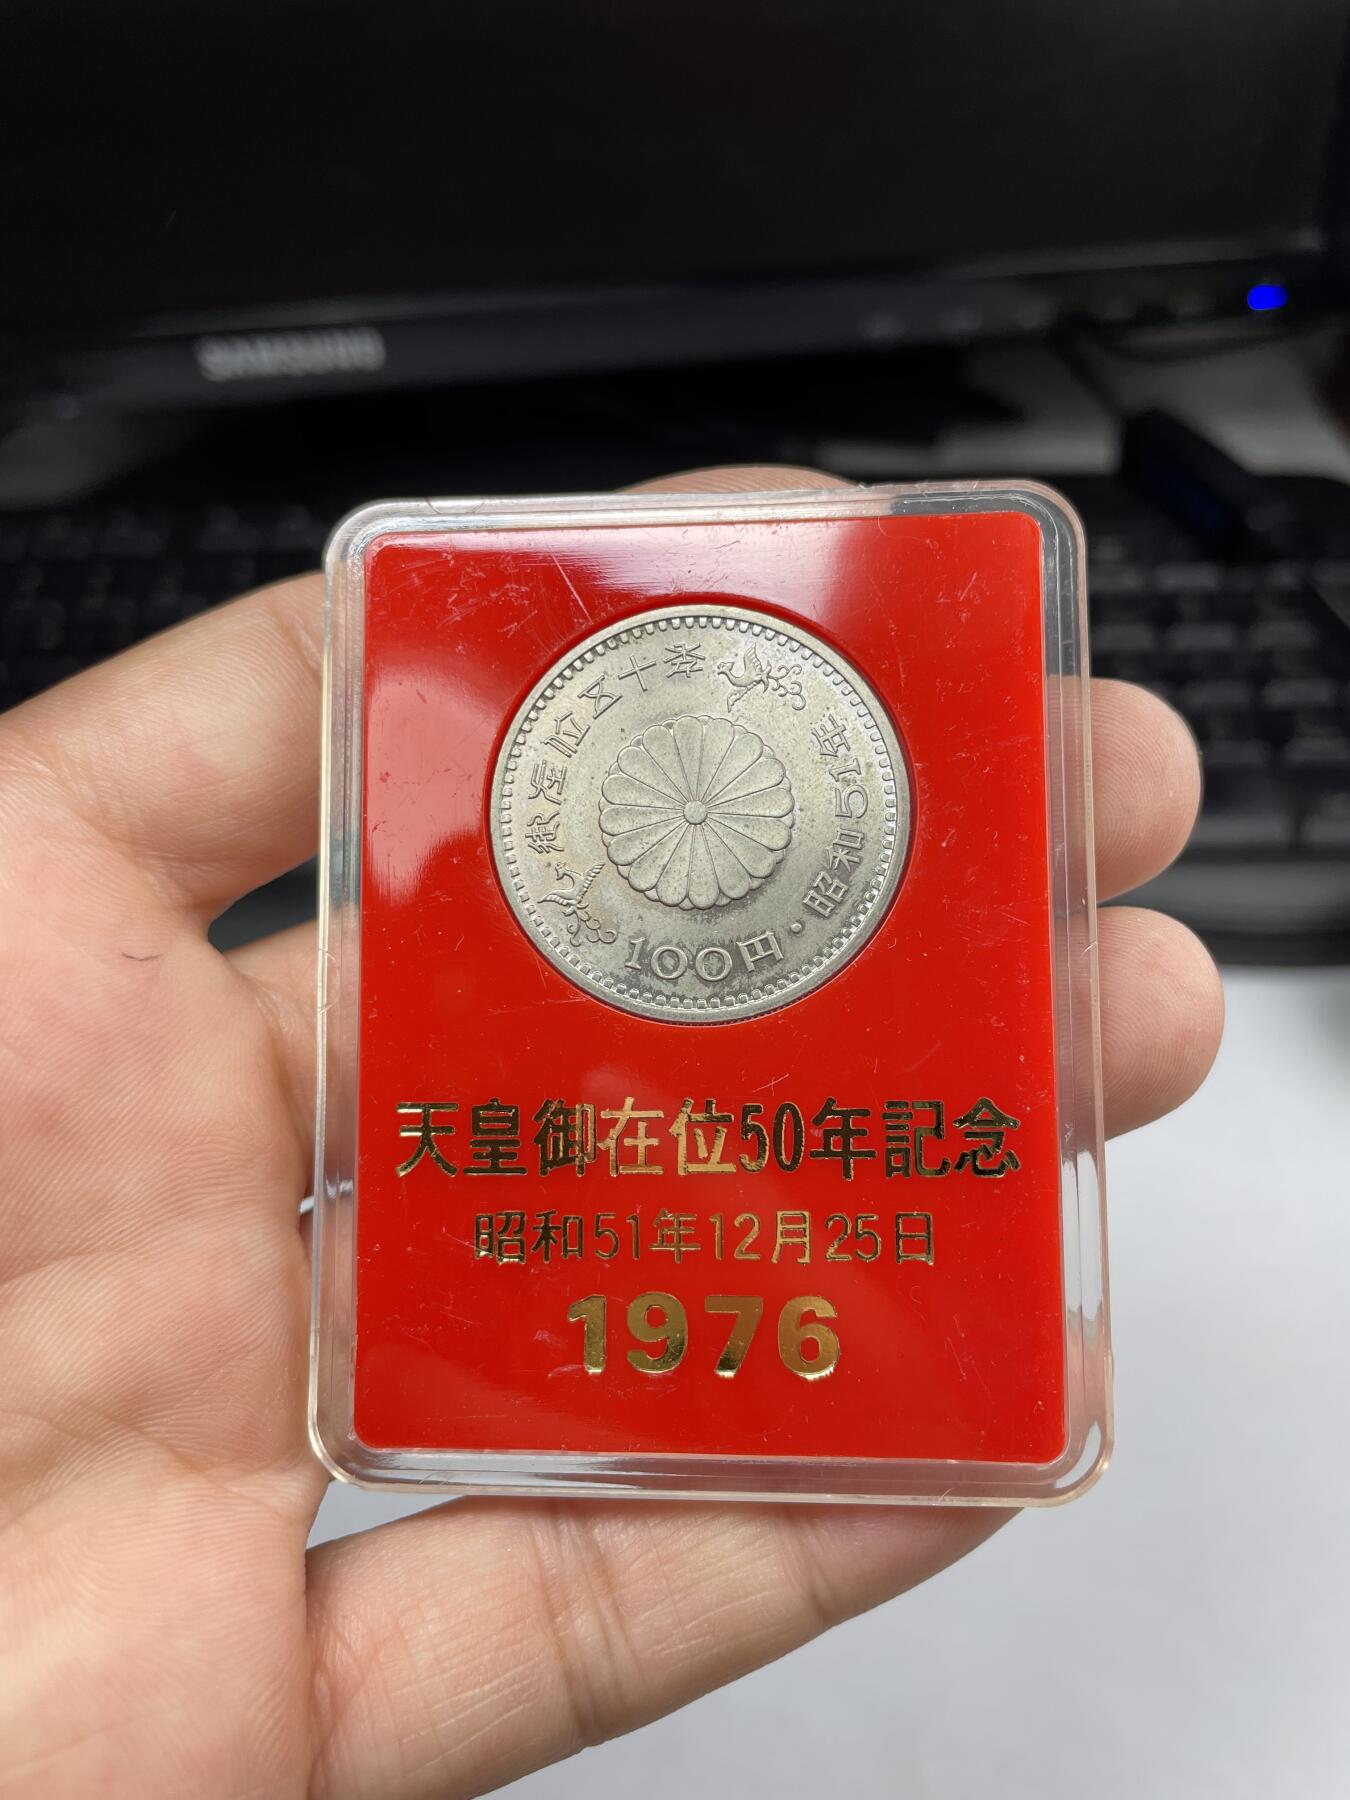 SAMSUNG
御在位五十年
昭和51年
100円
天皇御在位50年記念
昭和51年12月25日
1976